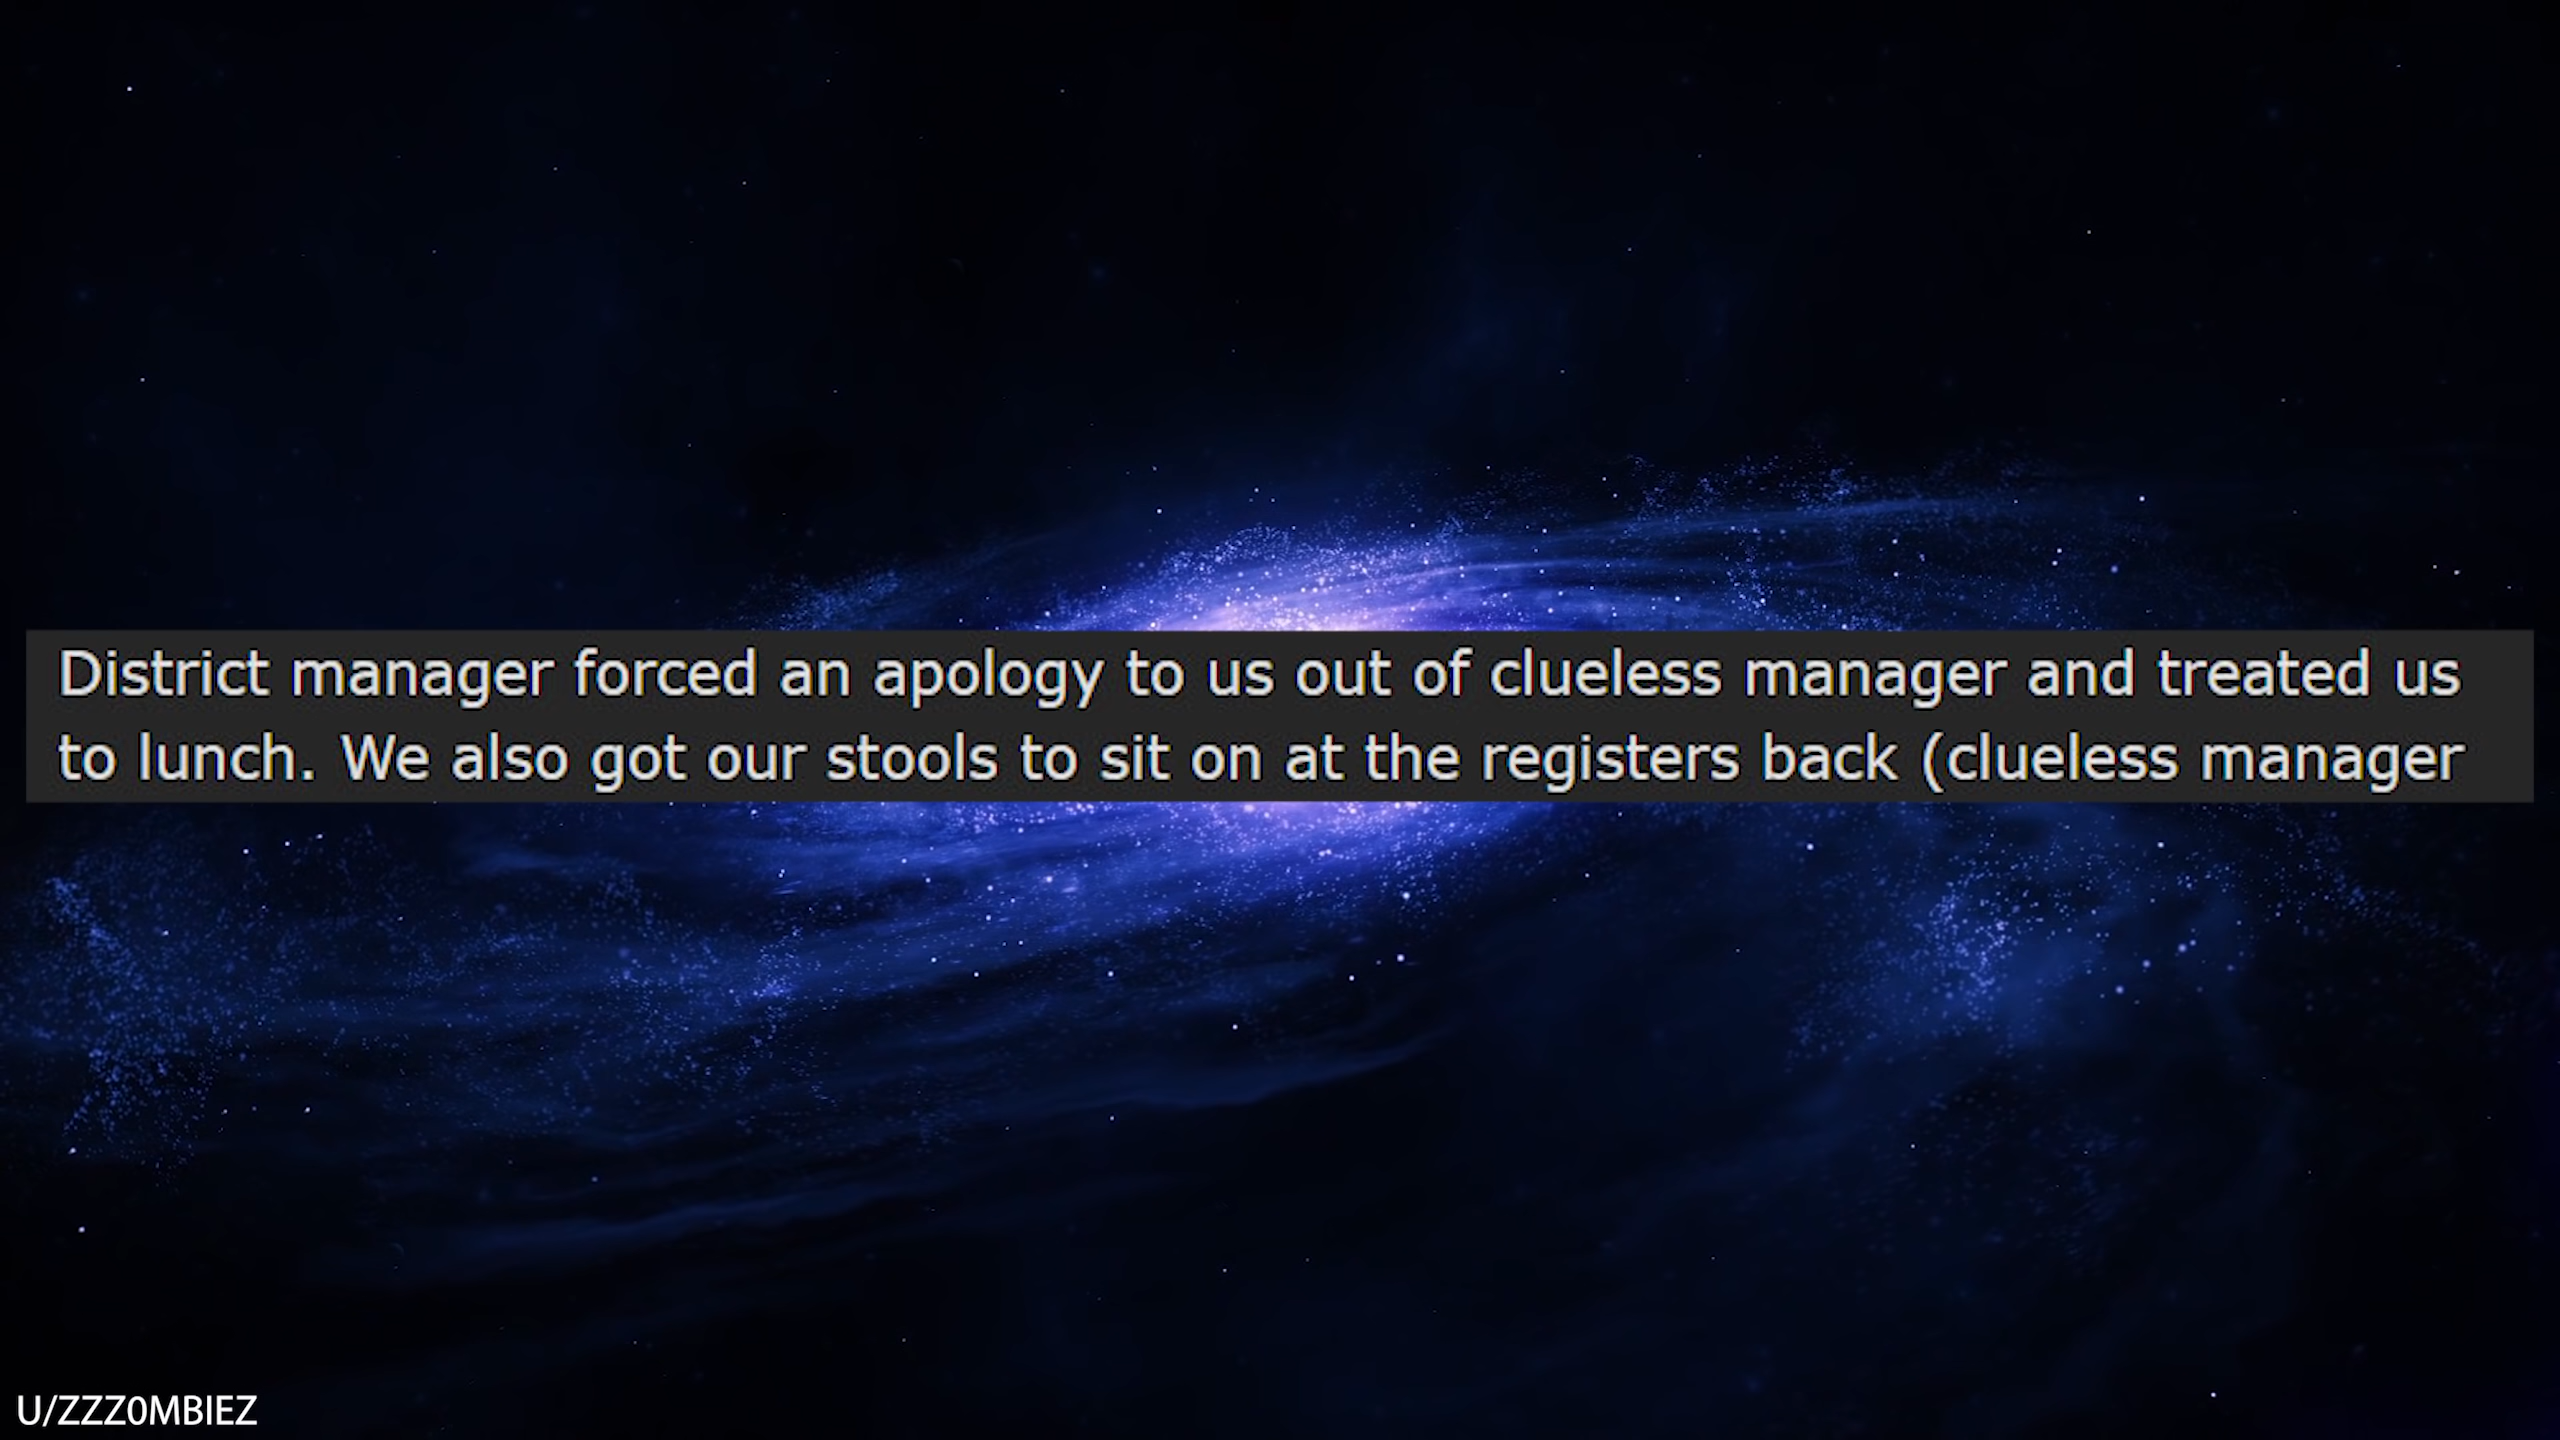 District manager forced an apology to us out of clueless manager and treated us
to lunch. We also got our stools to sit on at the registers back (clueless manager
U/ZZZ0MBIEZ